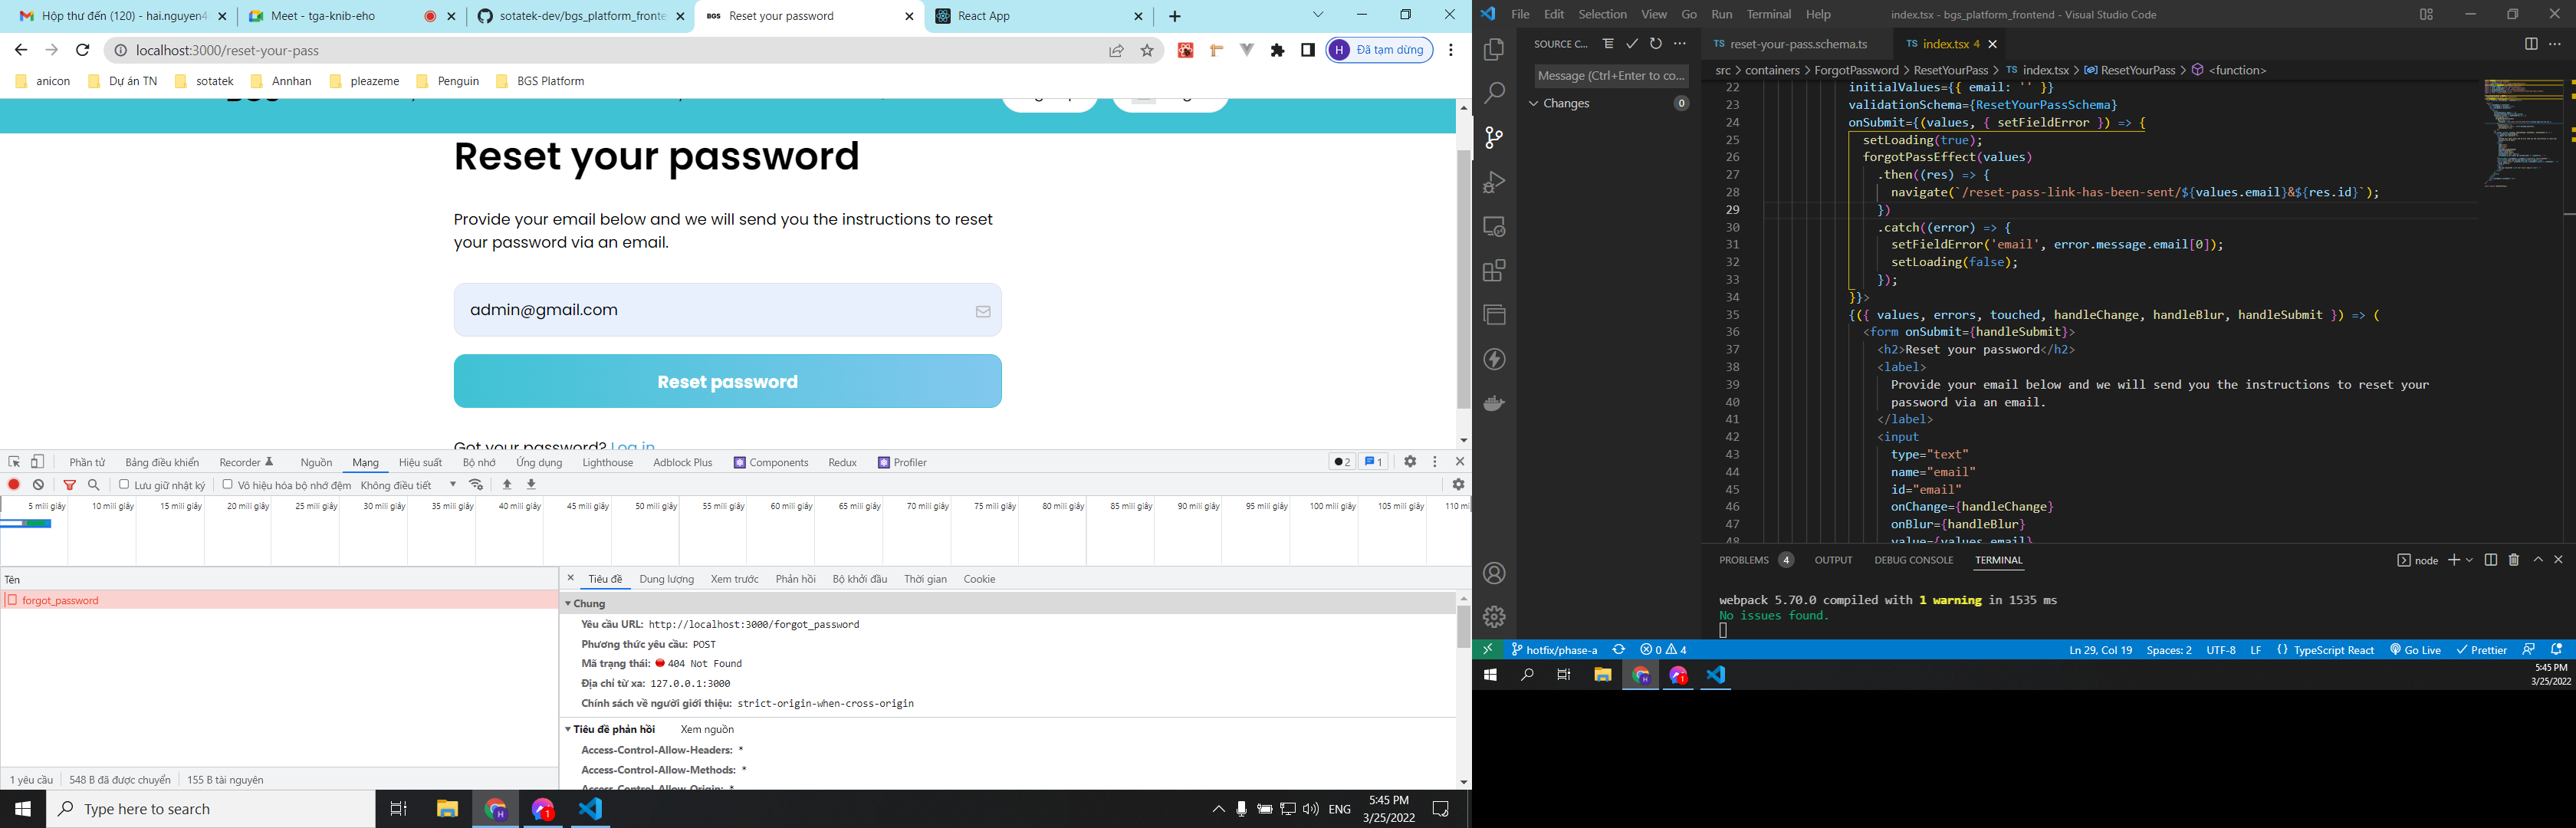 Hộp thư đến (120) - hai.nguyen4
Meet - tga-knib-eho
sotatek-dev/bgs_platform_fronte
BGS Reset your password
React App
localhost:3000/reset-your-pass
H Đã tạm dừng
anicon
Dự án TN
sotatek
Annhan
pleazeme
Penguin
BGS Platform
Reset your password
Provide your email below and we will send you the instructions to reset
your password via an email.
admin@gmail.com
Reset password
Got your password? Log in
Phần tử
Bảng điều khiển
Recorder
Nguồn
Mạng
Hiệu suất
Bộ nhớ
Ứng dụng
Lighthouse
Adblock Plus
Components
Redux
Profiler
2
1
Lưu giữ nhật ký
Vô hiệu hóa bộ nhớ đệm
Không điều tiết
5 mili giây
10 mili giây
15 mili giây
20 mili giây
25 mili giây
30 mili giây
35 mili giây
40 mili giây
45 mili giây
50 mili giây
55 mili giây
60 mili giây
65 mili giây
70 mili giây
75 mili giây
80 mili giây
85 mili giây
90 mili giây
95 mili giây
100 mili giây
105 mili giây
110 mi
Tên
forgot_password
1 yêu cầu
548 B đã được chuyển
155 B tài nguyên
Tiêu đề
Dung lượng
Xem trước
Phản hồi
Bộ khởi đầu
Thời gian
Cookie
Chung
Yêu cầu URL: http://localhost:3000/forgot_password
Phương thức yêu cầu: POST
Mã trạng thái: 404 Not Found
Địa chỉ từ xa: 127.0.0.1:3000
Chính sách về người giới thiệu: strict-origin-when-cross-origin
Tiêu đề phản hồi Xem nguồn
Access-Control-Allow-Headers: *
Access-Control-Allow-Methods: *
Access-Control-Allow-Origin: *
Type here to search
ENG
5:45 PM
3/25/2022
File Edit Selection View Go Run Terminal Help
index.tsx - bgs_platform_frontend - Visual Studio Code
SOURCE C...
Message (Ctrl+Enter to co...
Changes 0
TS reset-your-pass.schema.ts
TS index.tsx 4
src > containers > ForgotPassword > ResetYourPass > TS index.tsx > ResetYourPass > <function>
22 initialValues={{ email: '' }}
23 validationSchema={ResetYourPassSchema}
24 onSubmit={(values, { setFieldError }) => {
25 setLoading(true);
26 forgotPassEffect(values)
27 .then((res) => {
28 navigate(`/reset-pass-link-has-been-sent/${values.email}&${res.id}`);
29 })
30 .catch((error) => {
31 setFieldError('email', error.message.email[0]);
32 setLoading(false);
33 });
34 }}>
35 {({ values, errors, touched, handleChange, handleBlur, handleSubmit }) => (
36 <form onSubmit={handleSubmit}>
37 <h2>Reset your password</h2>
38 <label>
39 Provide your email below and we will send you the instructions to reset your
40 password via an email.
41 </label>
42 <input
43 type="text"
44 name="email"
45 id="email"
46 onChange={handleChange}
47 onBlur={handleBlur}
48 value={values.email}
PROBLEMS 4 OUTPUT DEBUG CONSOLE TERMINAL
node
webpack 5.70.0 compiled with 1 warning in 1535 ms
No issues found.
hotfix/phase-a
0 4
Ln 29, Col 19
Spaces: 2
UTF-8
LF
{} TypeScript React
Go Live
Prettier
5:45 PM
3/25/2022